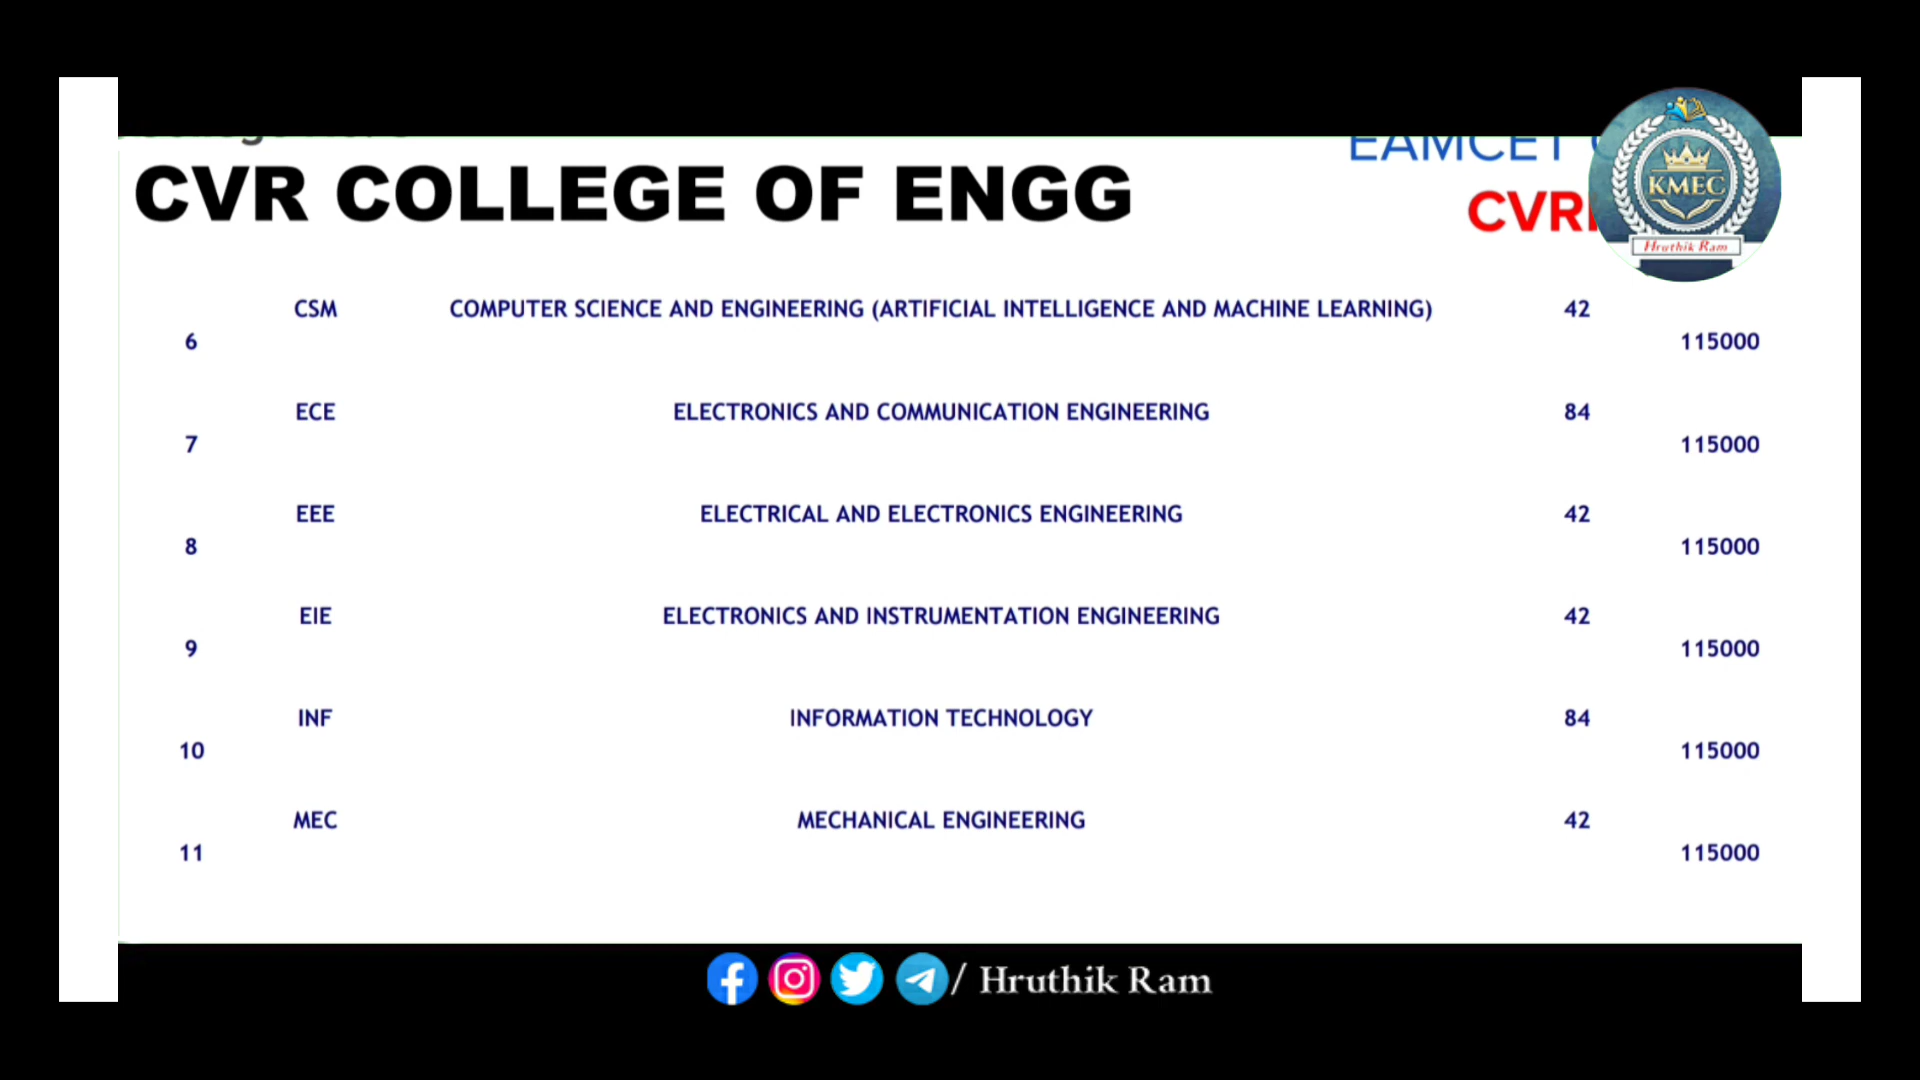 EAMCET
CVR COLLEGE OF ENGG
CVR
KMEC
Hruthik Ram
CSM COMPUTER SCIENCE AND ENGINEERING (ARTIFICIAL INTELLIGENCE AND MACHINE LEARNING) 42
6 115000
ECE ELECTRONICS AND COMMUNICATION ENGINEERING 84
7 115000
EEE ELECTRICAL AND ELECTRONICS ENGINEERING 42
8 115000
EIE ELECTRONICS AND INSTRUMENTATION ENGINEERING 42
9 115000
INF INFORMATION TECHNOLOGY 84
10 115000
MEC MECHANICAL ENGINEERING 42
11 115000
/ Hruthik Ram